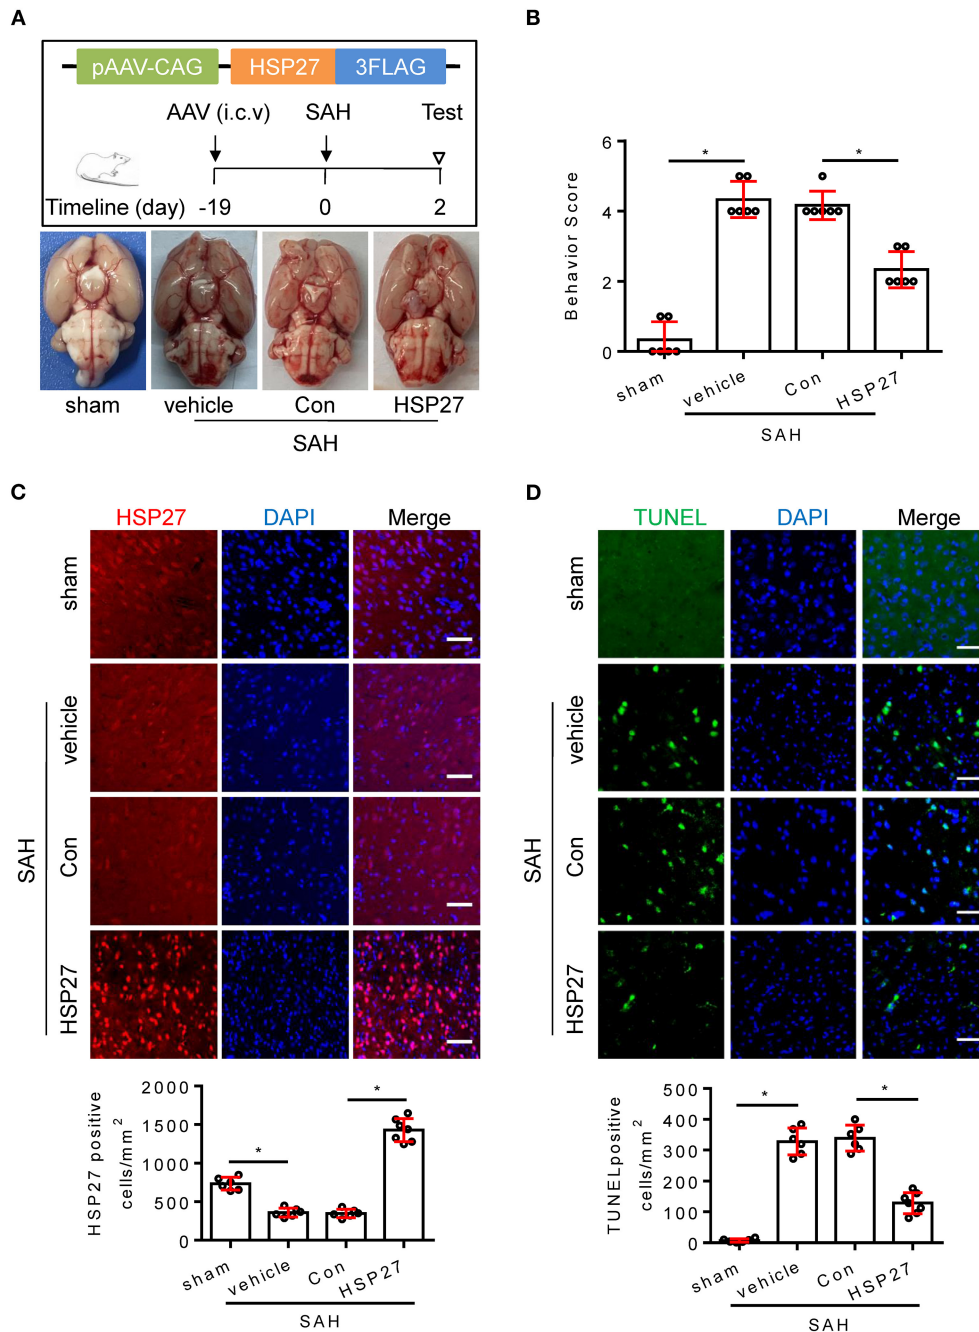 A
pAAV-CAG HSP27 3FLAG
AAV (i.c.v) SAH Test
Timeline (day) -19 0 2
sham vehicle Con HSP27
SAH
B
Behavior Score
6
4
2
0
sham vehicle Con HSP27
SAH
* *
C
HSP27 DAPI Merge
sham
vehicle
Con
HSP27
SAH
HSP27 positive
cells/mm2
2000
1500
1000
500
0
* *
sham vehicle Con HSP27
SAH
D
TUNEL DAPI Merge
sham
vehicle
Con
HSP27
SAH
TUNELpositive
cells/mm2
500
400
300
200
100
0
* *
sham vehicle Con HSP27
SAH